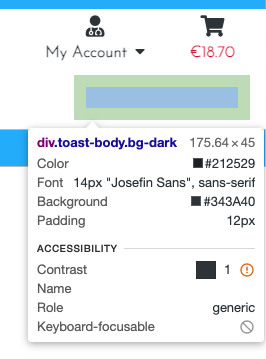 My Account
€18.70
div.toast-body.bg-dark 175.64 × 45
Color #212529
Font 14px "Josefin Sans", sans-serif
Background #343A40
Padding 12px
ACCESSIBILITY
Contrast 1
Name
Role generic
Keyboard-focusable